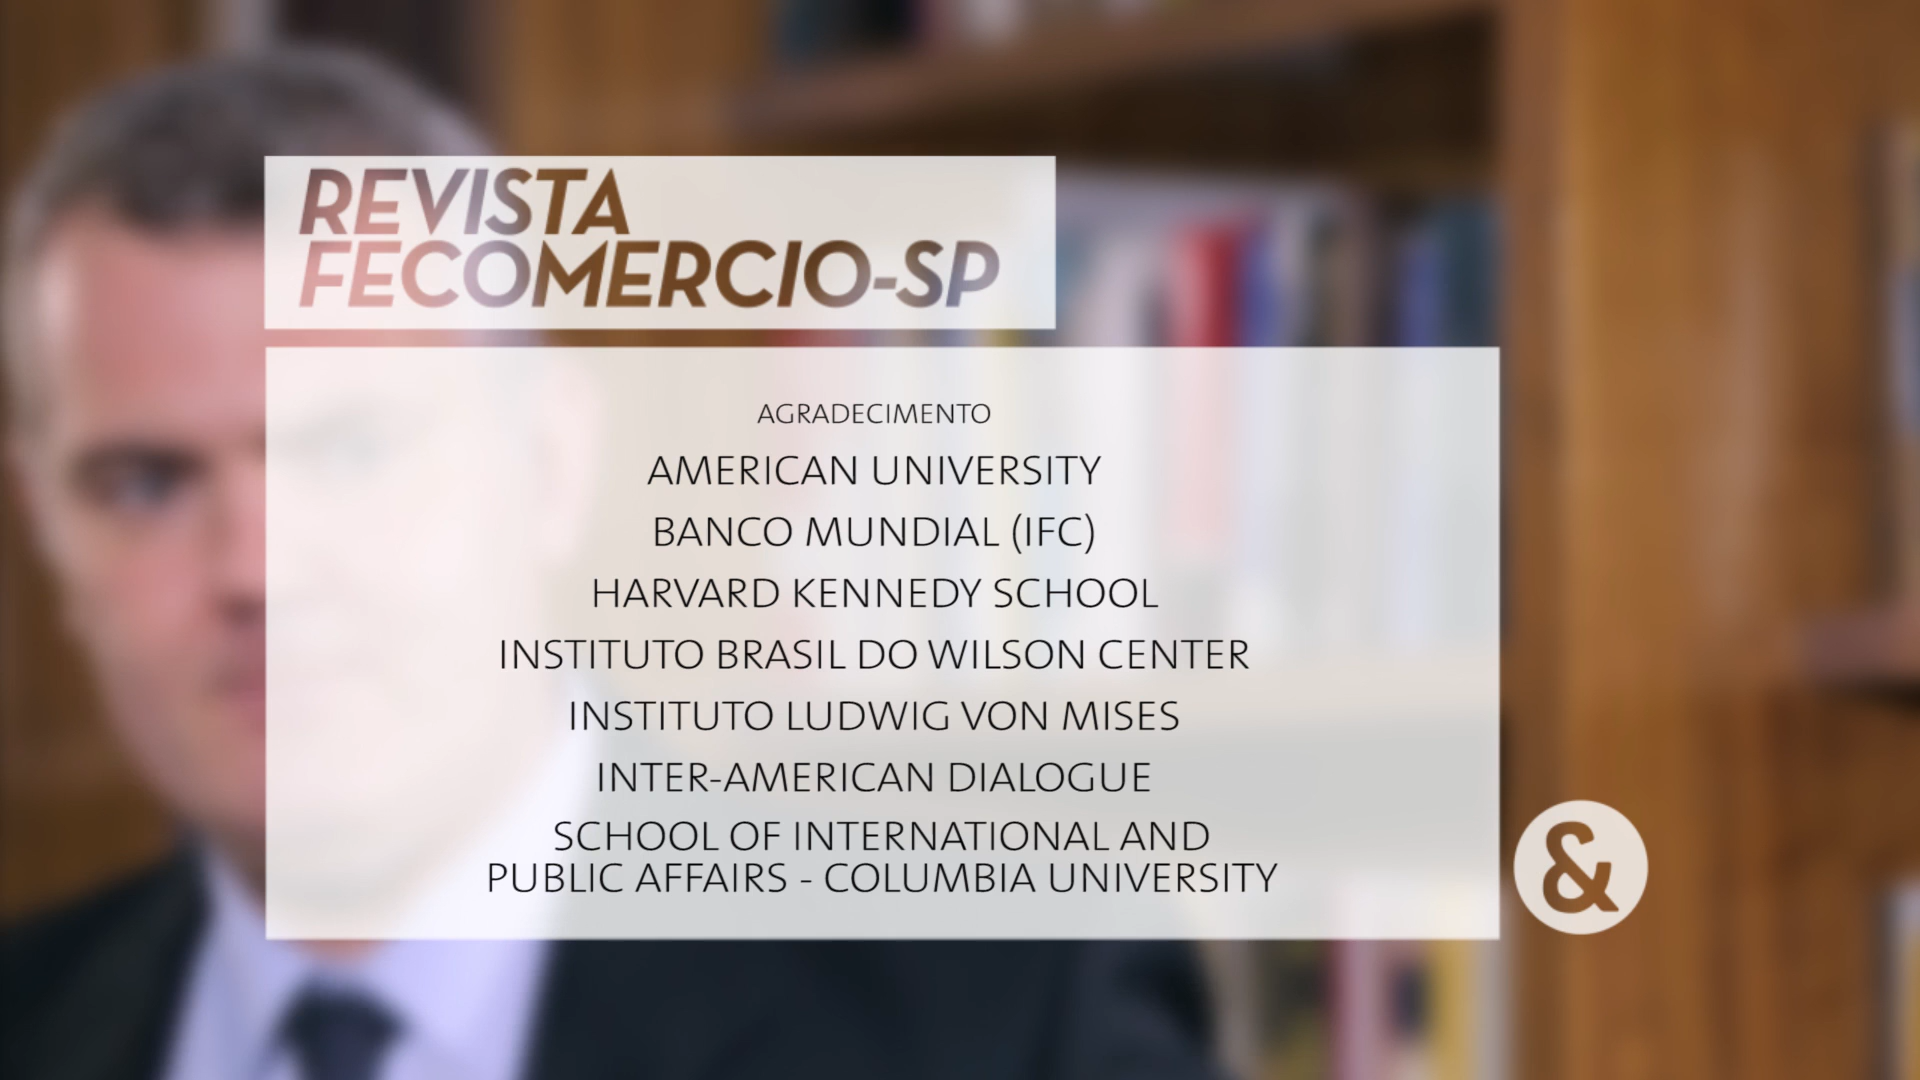 REVISTA
FECOMERCIO-SP
AGRADECIMENTO
AMERICAN UNIVERSITY
BANCO MUNDIAL (IFC)
HARVARD KENNEDY SCHOOL
INSTITUTO BRASIL DO WILSON CENTER
INSTITUTO LUDWIG VON MISES
INTER-AMERICAN DIALOGUE
SCHOOL OF INTERNATIONAL AND
PUBLIC AFFAIRS - COLUMBIA UNIVERSITY
&